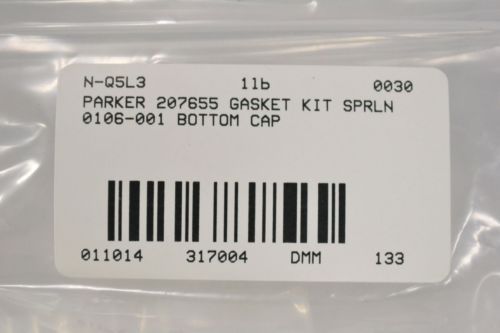 N-Q5L3 1lb 0030
PARKER 207655 GASKET KIT SPRLN
0106-001 BOTTOM CAP
011014 317004 DMM 133